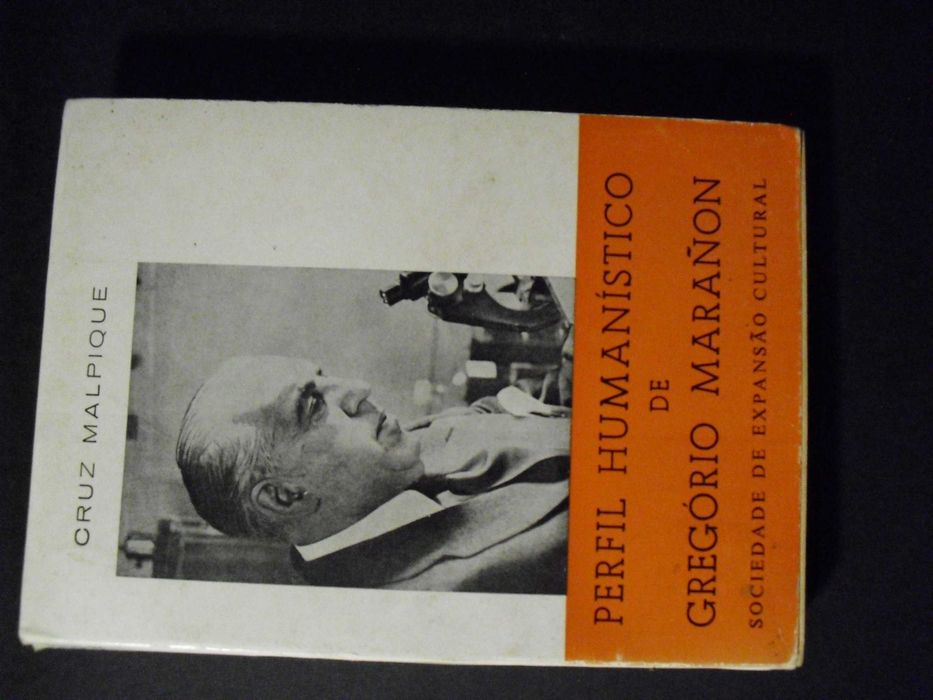 CRUZ MALPIQUE
PERFIL HUMANÍSTICO
DE
GREGÓRIO MARAÑON
SOCIEDADE DE EXPANSÃO CULTURAL